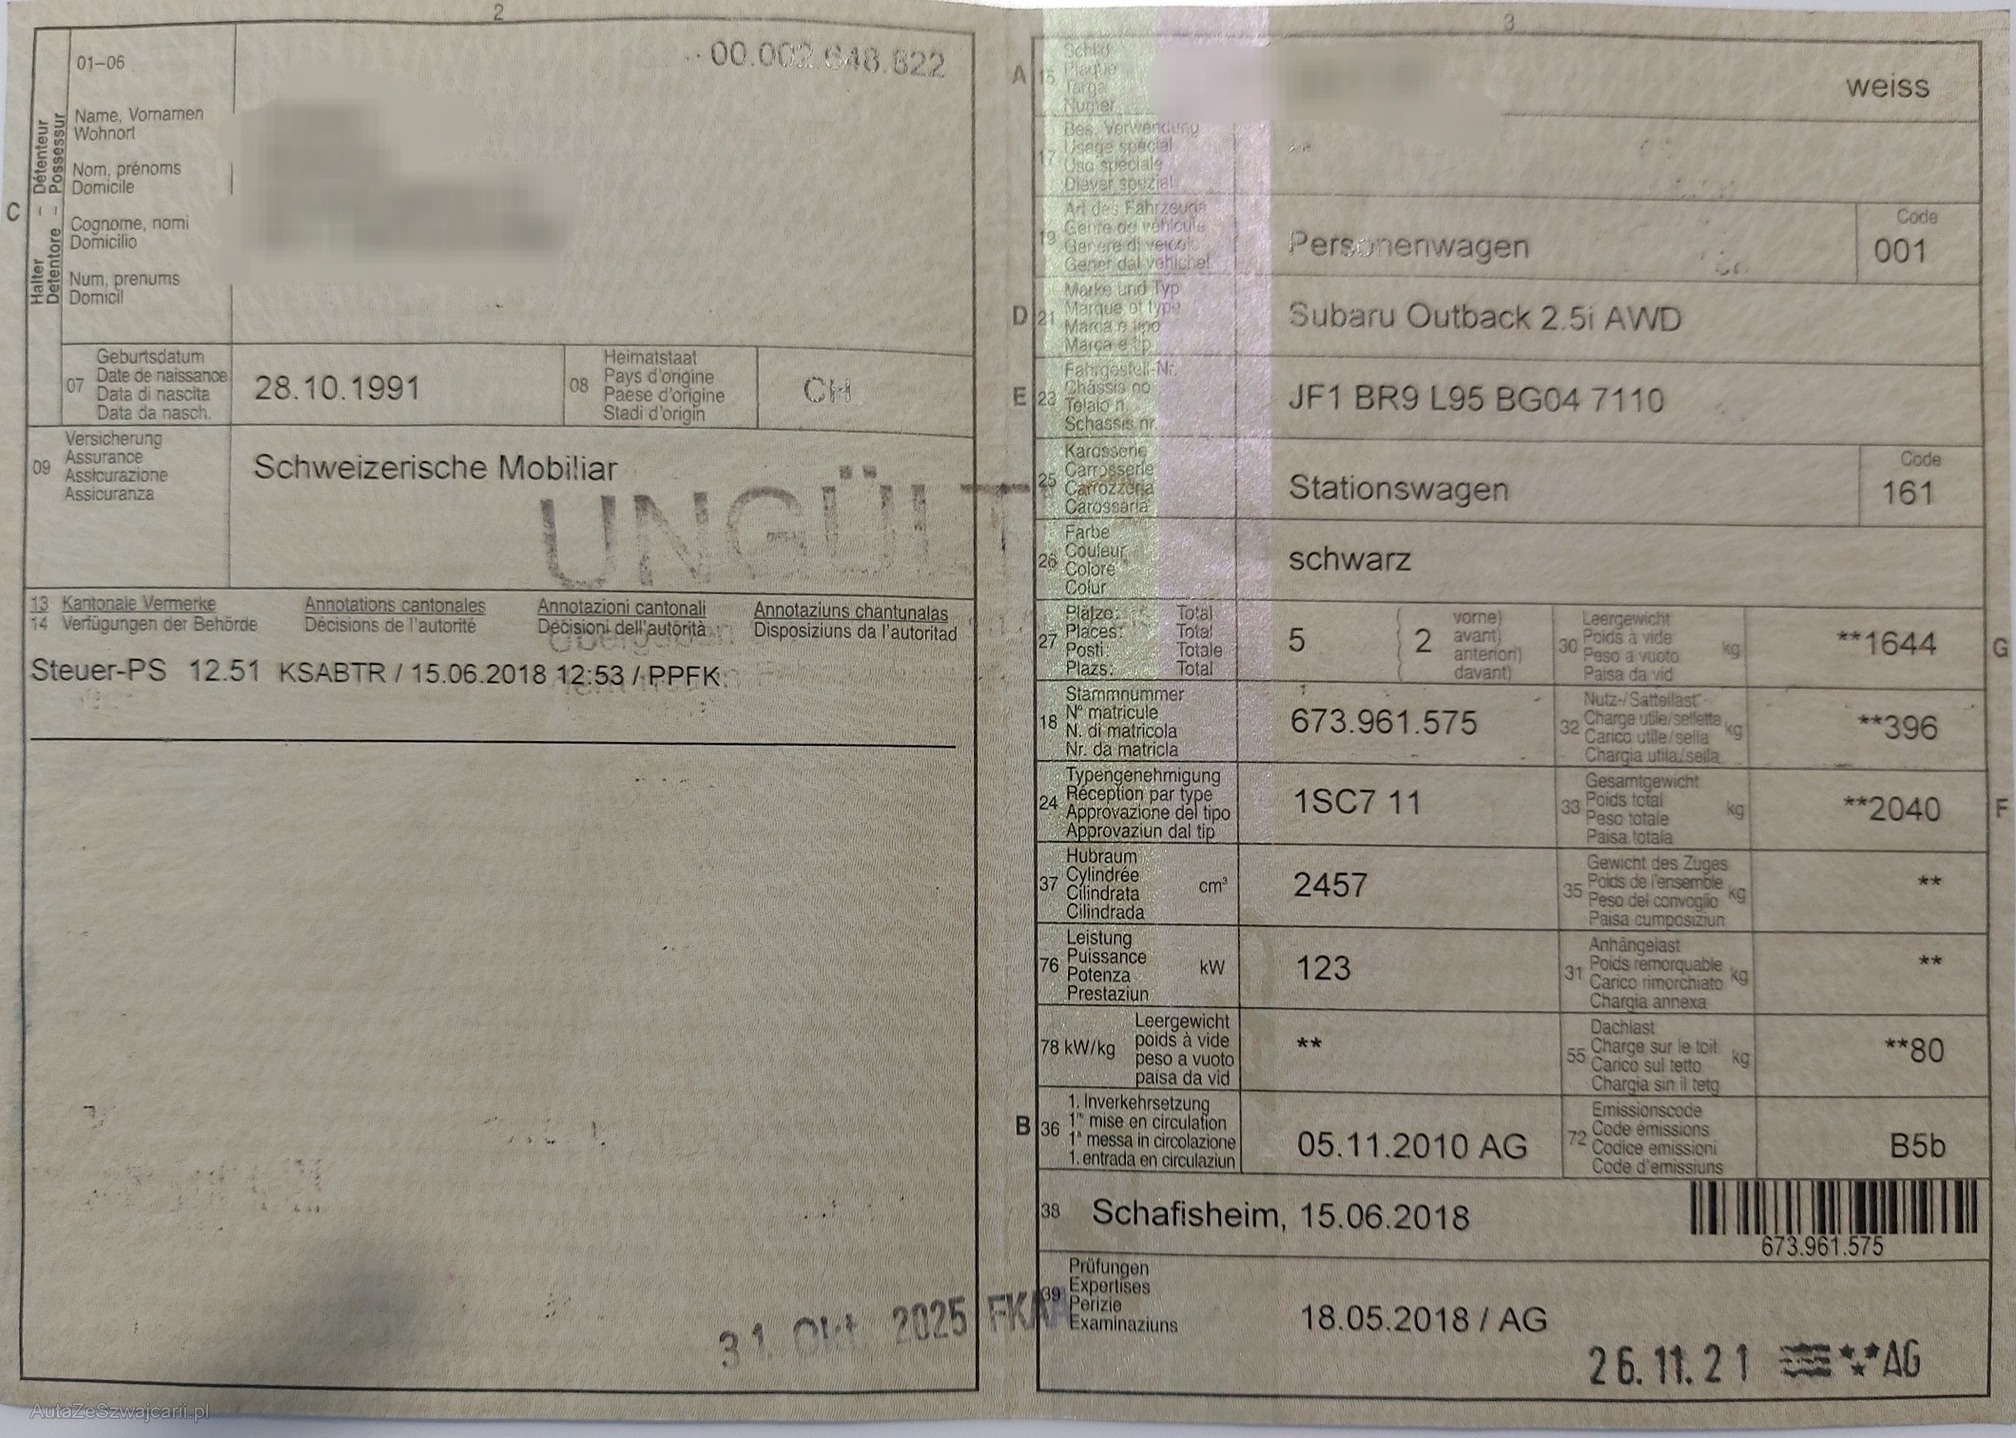 2
01–06
00.002.648.822
Name, Vornamen
Wohnort
Nom, prénoms
Domicile
Cognome, nomi
Domicilio
Num, prenums
Domicil
C
Halter – Détenteur
Detentore – Possessur
07
Geburtsdatum
Date de naissance
Data di nascita
Data da nasch.
28.10.1991
08
Heimatstaat
Pays d'origine
Paese d'origine
Stadi d'origin
CH
09
Versicherung
Assurance
Assicurazione
Assicuranza
Schweizerische Mobiliar
UNGÜLT
13 Kantonale Vermerke Annotations cantonales Annotazioni cantonali Annotaziuns chantunalas
14 Verfügungen der Behörde Décisions de l'autorité Decisioni dell'autorità Disposiziuns da l'autoritad
Steuer-PS 12.51 KSABTR / 15.06.2018 12:53 / PPFK
31. Okt. 2025 FKA
3
A
15
Schild
Plaque
Targa
Numer
weiss
17
Bes. Verwendung
Usage spécial
Uso speciale
Diever spezial
19
Art des Fahrzeugs
Genre de véhicule
Genere di veicolo
Gener dal vehichel
Personenwagen
Code
001
D
21
Marke und Typ
Marque et type
Marca e tipo
Marca e tip
Subaru Outback 2.5i AWD
E
23
Fahrgestell-Nr.
Châssis no
Telaio n.
Schassis nr.
JF1 BR9 L95 BG04 7110
25
Karosserie
Carrosserie
Carrozzeria
Carossaria
Stationswagen
Code
161
26
Farbe
Couleur
Colore
Colur
schwarz
27
Plätze: Total
Places: Total
Posti: Totale
Plazs: Total
5
2
vorne)
avant)
anteriori)
davant)
30
Leergewicht
Poids à vide
Peso a vuoto
Paisa da vid
kg
**1644
G
18
Stammnummer
N° matricule
N. di matricola
Nr. da matricla
673.961.575
32
Nutz-/Sattellast
Charge utile/sellette
Carico utile/sella
Chargia utila/sella
kg
**396
24
Typengenehmigung
Réception par type
Approvazione del tipo
Approvaziun dal tip
1SC7 11
33
Gesamtgewicht
Poids total
Peso totale
Paisa totala
kg
**2040
F
37
Hubraum
Cylindrée
Cilindrata
Cilindrada
cm³
2457
35
Gewicht des Zuges
Poids de l'ensemble
Peso del convoglio
Paisa cumposiziun
kg
**
76
Leistung
Puissance
Potenza
Prestaziun
kW
123
31
Anhängelast
Poids remorquable
Carico rimorchiato
Chargia annexa
kg
**
78 kW/kg
Leergewicht
poids à vide
peso a vuoto
paisa da vid
**
55
Dachlast
Charge sur le toit
Carico sul tetto
Chargia sin il tetg
kg
**80
B
36
1. Inverkehrsetzung
1re mise en circulation
1a messa in circolazione
1. entrada en circulaziun
05.11.2010 AG
72
Emissionscode
Code émissions
Codice emissioni
Code d'emissiuns
B5b
38
Schafisheim, 15.06.2018
673.961.575
39
Prüfungen
Expertises
Perizie
Examinaziuns
18.05.2018 / AG
26.11.21 AG
AutaZeSzwajcarii.pl